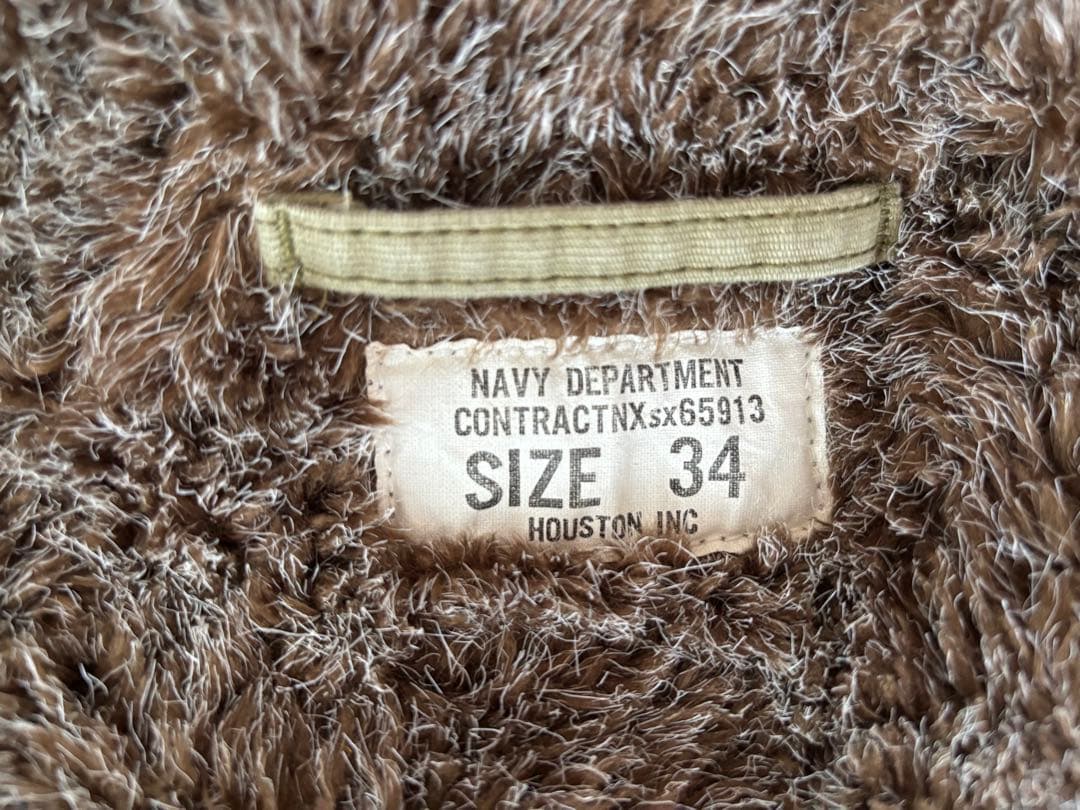 NAVY DEPARTMENT
CONTRACTNXsx65913
SIZE 34
HOUSTON INC